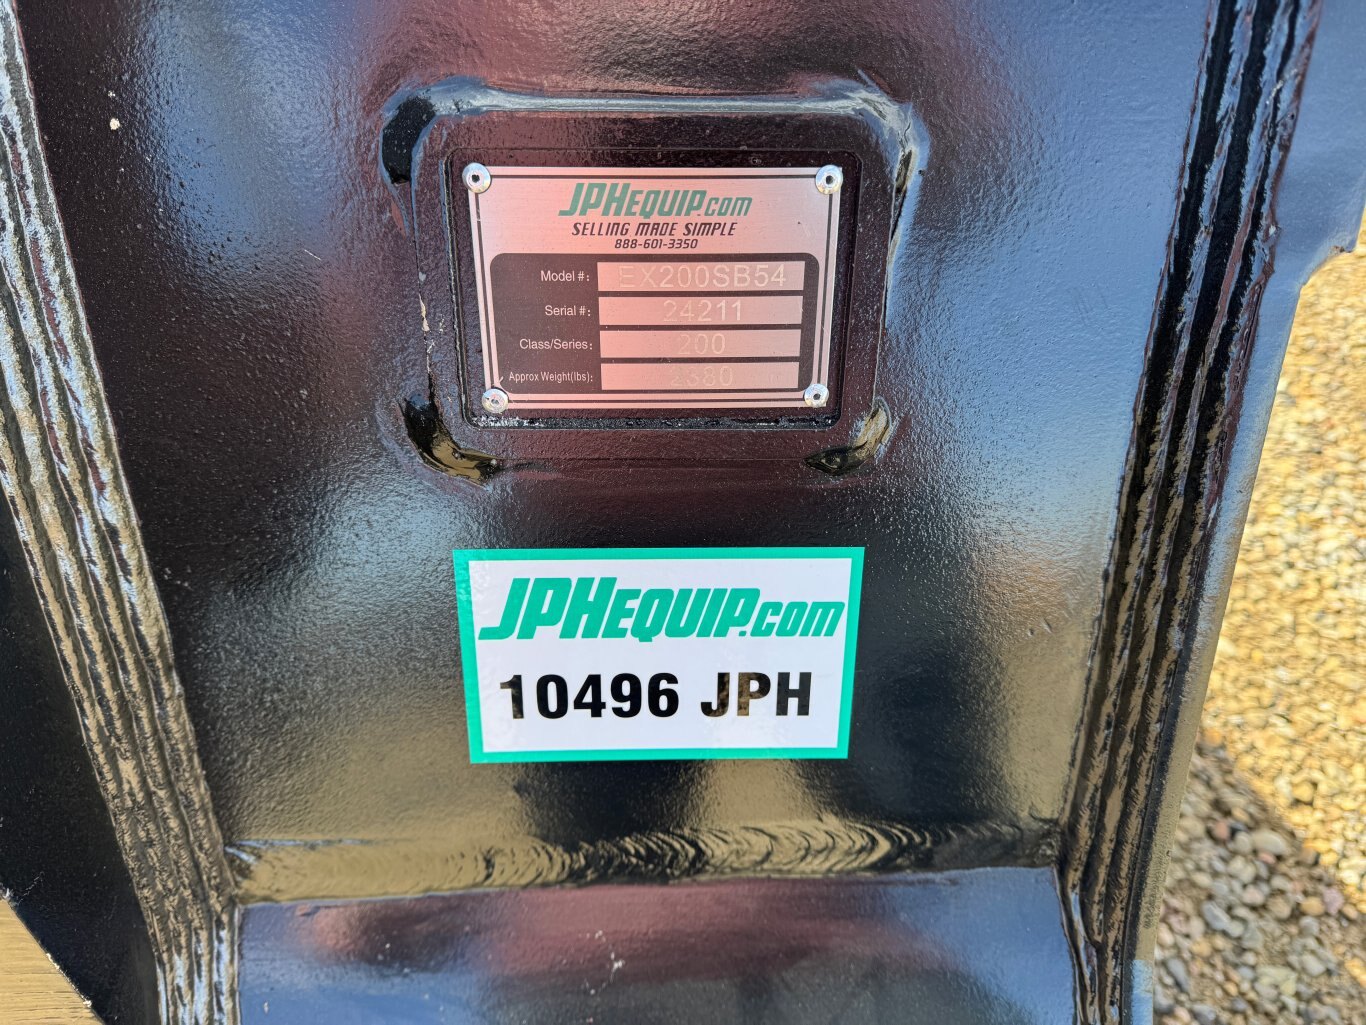 JPHEQUIP.com
SELLING MADE SIMPLE
888-601-3350
Model #: EX200SB54
Serial #: 24211
Class/Series: 200
Approx Weight(lbs): 2380
JPHEQUIP.com
10496 JPH